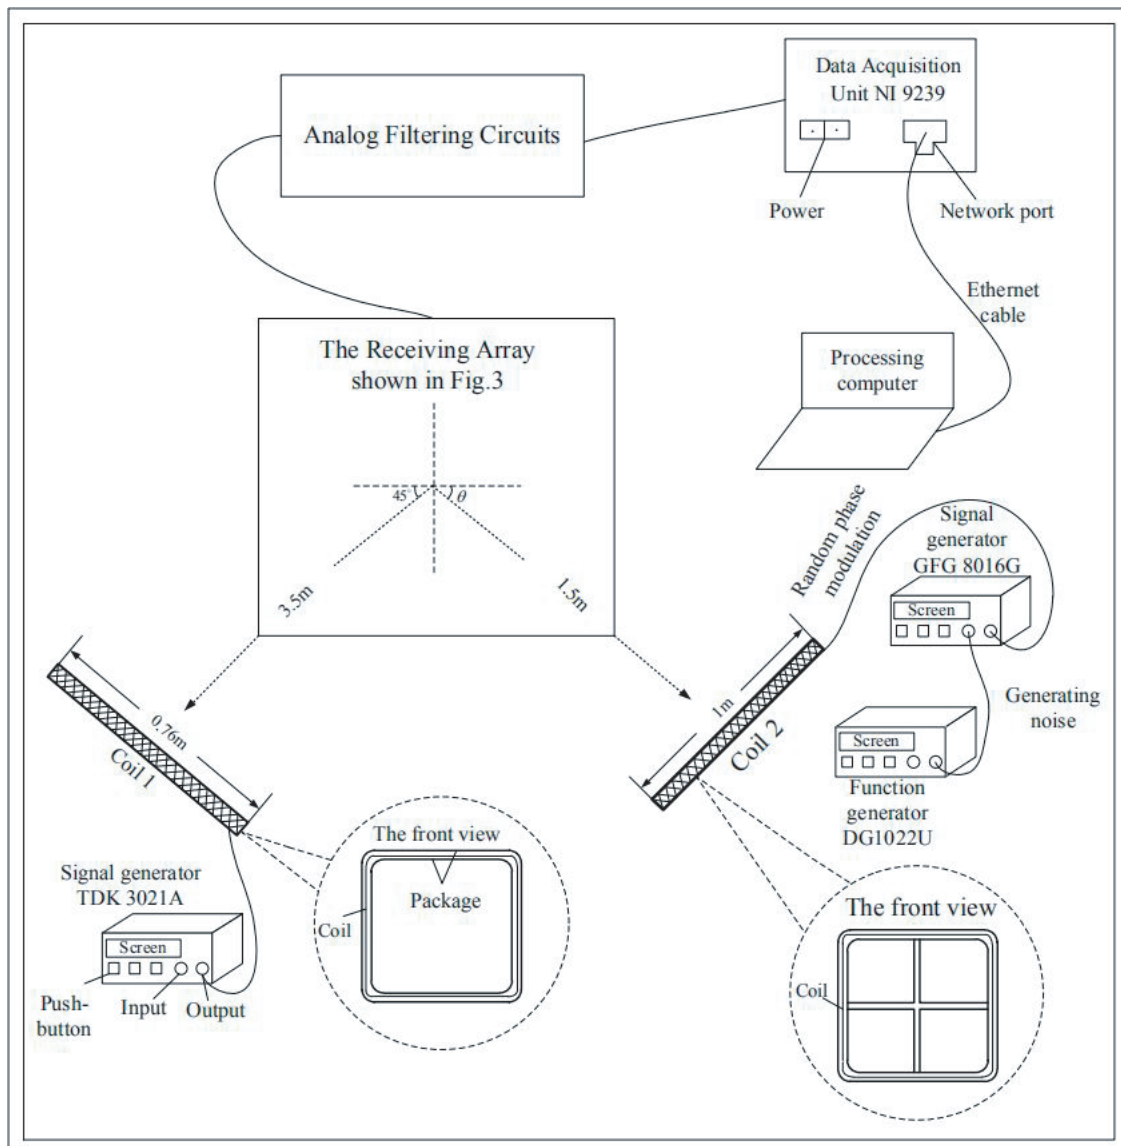 Data Acquisition
Unit NI 9239
Analog Filtering Circuits
Power
Network port
Ethernet
cable
The Receiving Array
shown in Fig.3
Processing
computer
45°
θ
3.5m
1.5m
Random phase
modulation
Signal
generator
GFG 8016G
Screen
Generating
noise
0.76m
Coil 1
1m
Coil 2
Screen
Function
generator
DG1022U
The front view
Package
Coil
Signal generator
TDK 3021A
Screen
Push-
button
Input
Output
The front view
Coil